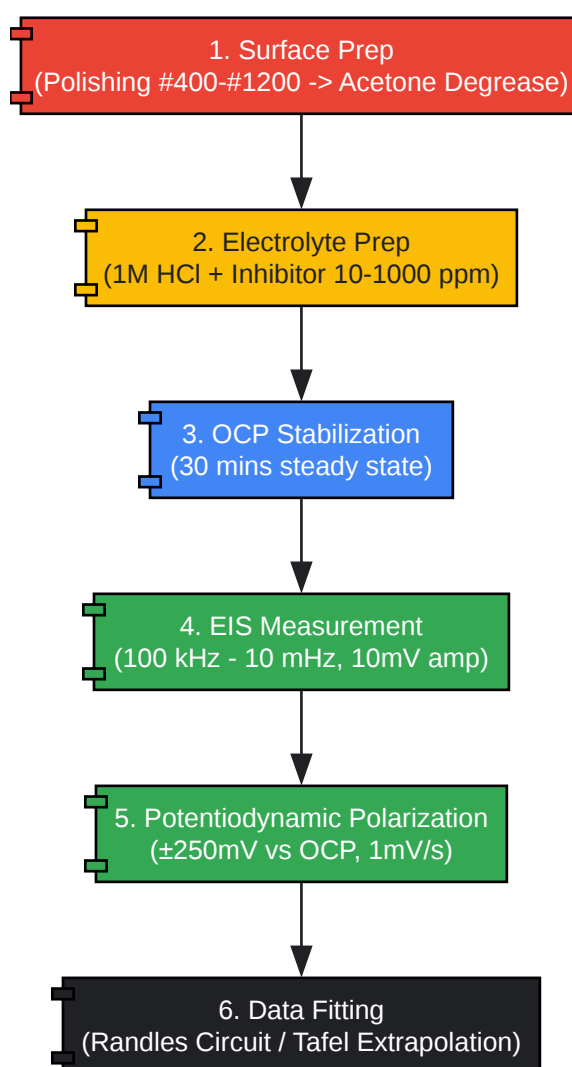 1. Surface Prep
(Polishing #400-#1200 -> Acetone Degrease)
2. Electrolyte Prep
(1M HCl + Inhibitor 10-1000 ppm)
3. OCP Stabilization
(30 mins steady state)
4. EIS Measurement
(100 kHz - 10 mHz, 10mV amp)
5. Potentiodynamic Polarization
(±250mV vs OCP, 1mV/s)
6. Data Fitting
(Randles Circuit / Tafel Extrapolation)